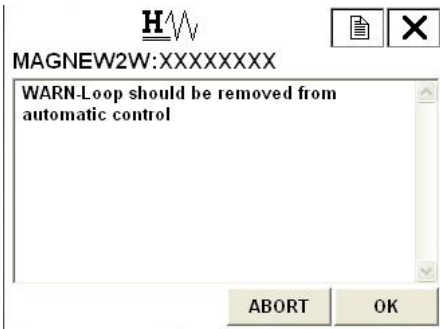 H
MAGNEW2W:XXXXXXXX
WARN-Loop should be removed from
automatic control
ABORT
OK